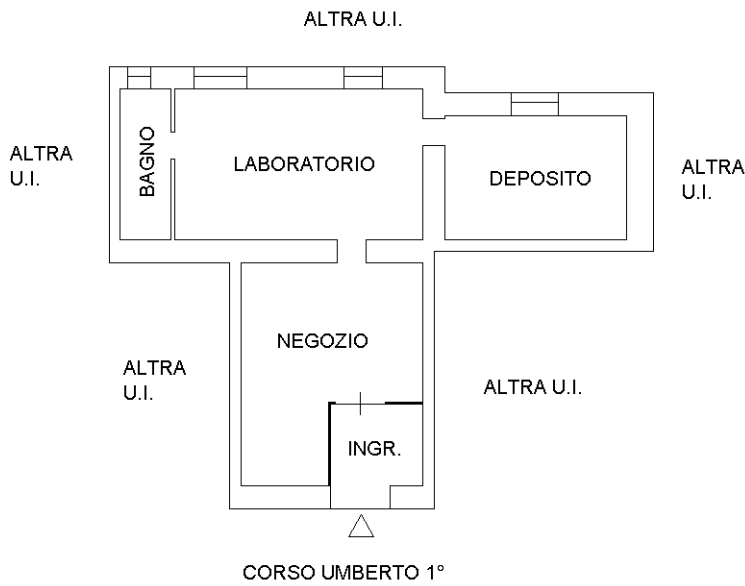 ALTRA U.I.
ALTRA
U.I.
BAGNO
LABORATORIO
DEPOSITO
ALTRA
U.I.
NEGOZIO
ALTRA
U.I.
ALTRA U.I.
INGR.
CORSO UMBERTO 1°